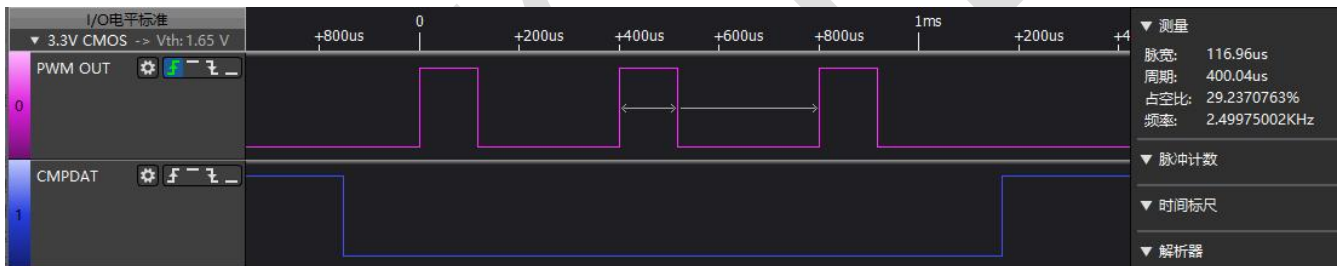 I/O电平标准
▼ 3.3V CMOS -> Vth: 1.65 V
+800us 0 +200us +400us +600us +800us 1ms +200us +4
PWM OUT
0
CMPDAT
1
▼ 测量
脉宽: 116.96us
周期: 400.04us
占空比: 29.2370763%
频率: 2.49975002KHz
▼ 脉冲计数
▼ 时间标尺
▼ 解析器